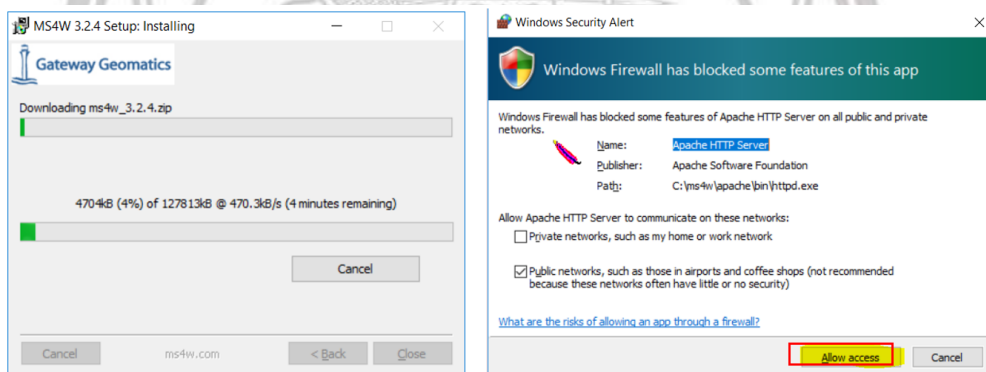 MS4W 3.2.4 Setup: Installing
Gateway Geomatics
Downloading ms4w_3.2.4.zip
4704kB (4%) of 127813kB @ 470.3kB/s (4 minutes remaining)
Cancel
Cancel
ms4w.com
< Back
Close
Windows Security Alert
Windows Firewall has blocked some features of this app
Windows Firewall has blocked some features of Apache HTTP Server on all public and private
networks.
Name: Apache HTTP Server
Publisher: Apache Software Foundation
Path: C:\ms4w\apache\bin\httpd.exe
Allow Apache HTTP Server to communicate on these networks:
Private networks, such as my home or work network
Public networks, such as those in airports and coffee shops (not recommended
because these networks often have little or no security)
What are the risks of allowing an app through a firewall?
Allow access
Cancel